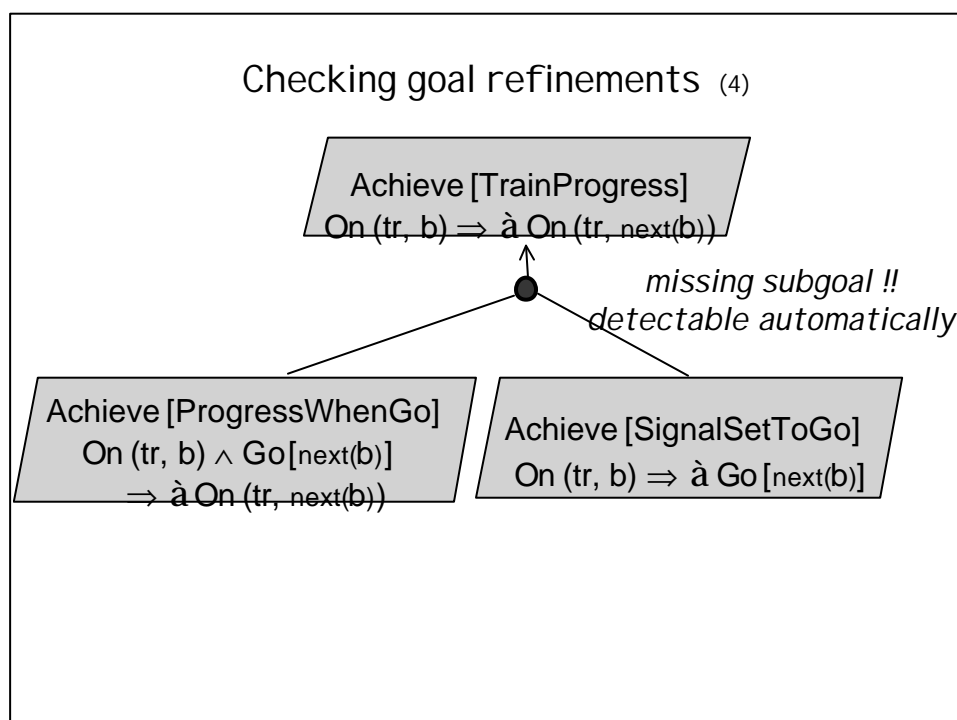 Checking goal refinements (4)
Achieve [TrainProgress]
On (tr, b) ⇒ à On (tr, next(b))
missing subgoal !!
detectable automatically
Achieve [ProgressWhenGo]
On (tr, b) ∧ Go[next(b)]
⇒ à On (tr, next(b))
Achieve [SignalSetToGo]
On (tr, b) ⇒ à Go [next(b)]